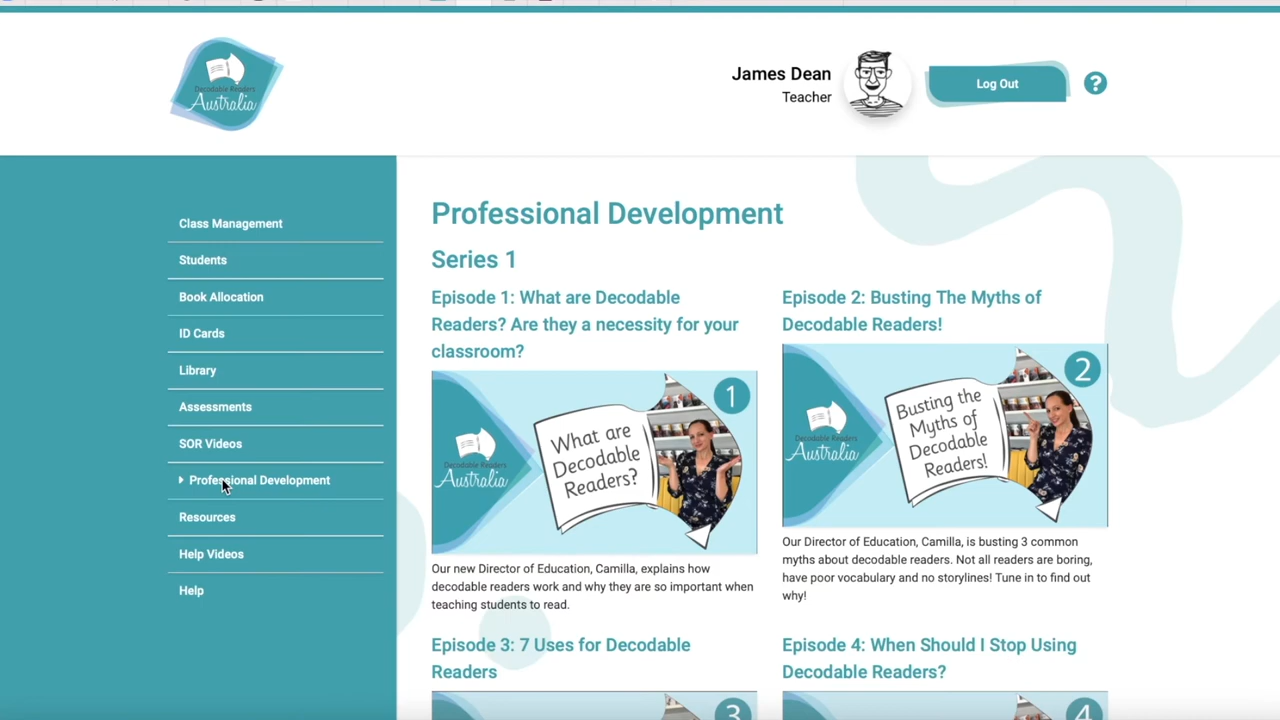 Decodable Readers
Australia
James Dean
Teacher
Log Out
?
Class Management
Students
Book Allocation
ID Cards
Library
Assessments
SOR Videos
Professional Development
Resources
Help Videos
Help
Professional Development
Series 1
Episode 1: What are Decodable
Readers? Are they a necessity for your
classroom?
Decodable Readers
Australia
What are
Decodable
Readers?
1
Our new Director of Education, Camilla, explains how
decodable readers work and why they are so important when
teaching students to read.
Episode 2: Busting The Myths of
Decodable Readers!
Decodable Readers
Australia
Busting the
Myths of
Decodable
Readers!
2
Our Director of Education, Camilla, is busting 3 common
myths about decodable readers. Not all readers are boring,
have poor vocabulary and no storylines! Tune in to find out
why!
Episode 3: 7 Uses for Decodable
Readers
3
Episode 4: When Should I Stop Using
Decodable Readers?
4